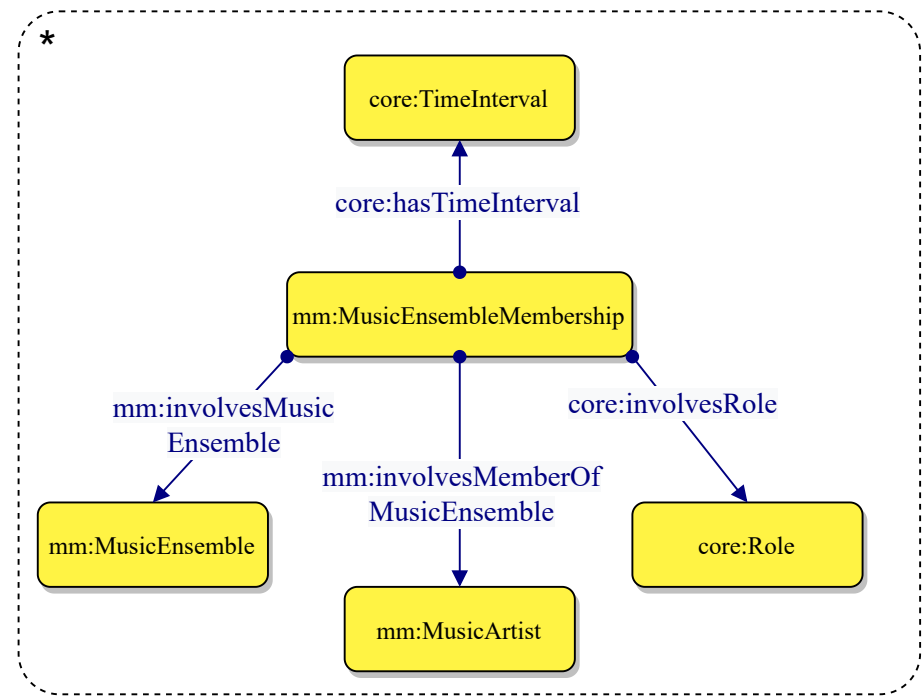 *
core:TimeInterval
core:hasTimeInterval
mm:MusicEnsembleMembership
mm:involvesMusic
Ensemble
core:involvesRole
mm:involvesMemberOf
MusicEnsemble
mm:MusicEnsemble
core:Role
mm:MusicArtist